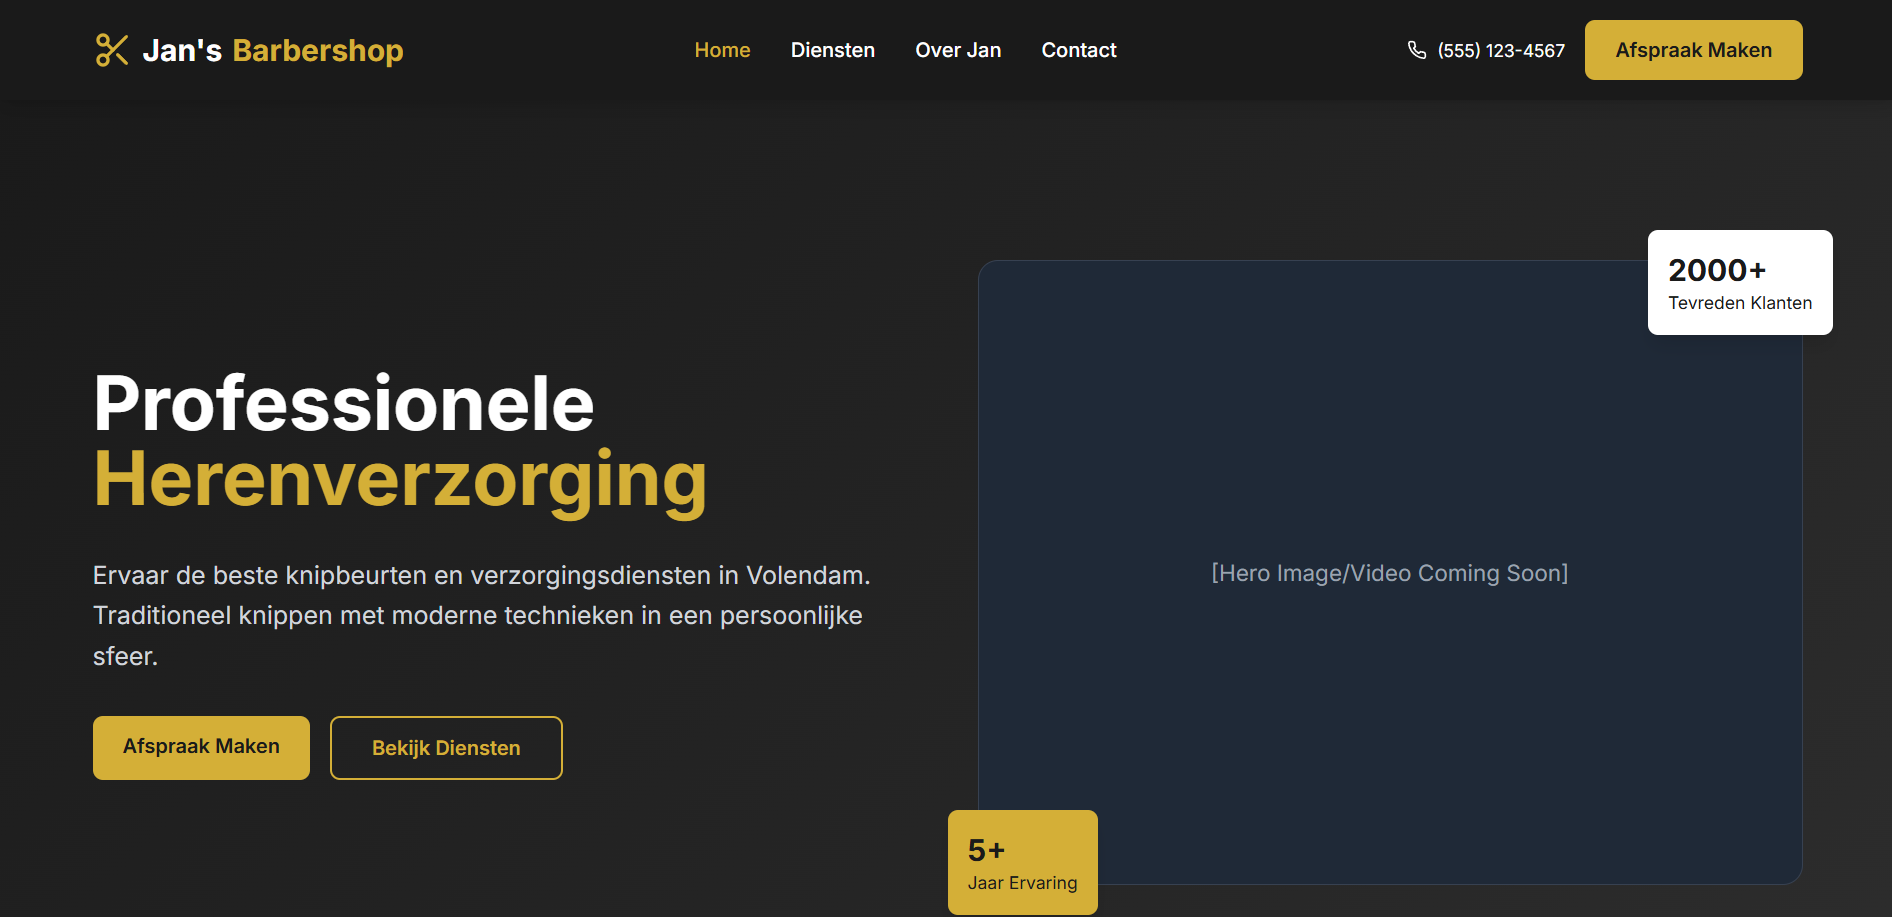 Jan's Barbershop
Home
Diensten
Over Jan
Contact
(555) 123-4567
Afspraak Maken
Professionele
Herenverzorging
Ervaar de beste knipbeurten en verzorgingsdiensten in Volendam.
Traditioneel knippen met moderne technieken in een persoonlijke
sfeer.
Afspraak Maken
Bekijk Diensten
2000+
Tevreden Klanten
[Hero Image/Video Coming Soon]
5+
Jaar Ervaring